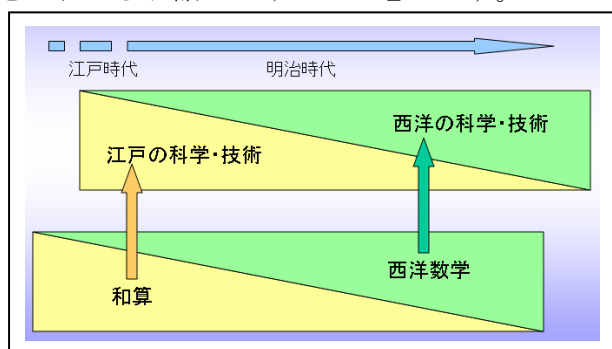 江戸時代
明治時代
西洋の科学・技術
江戸の科学・技術
西洋数学
和算